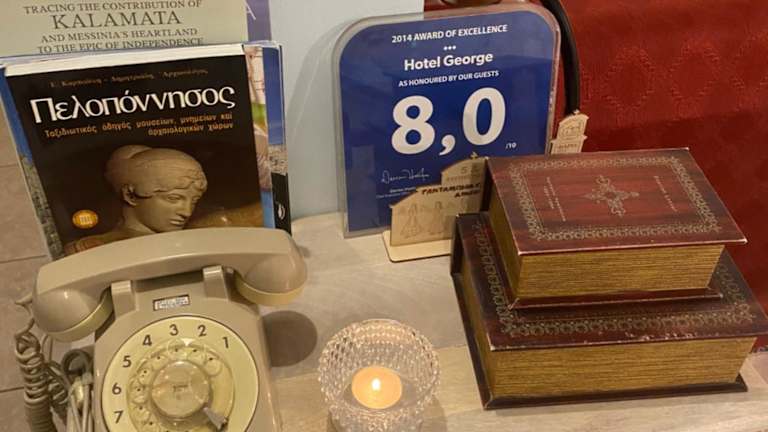 TRACING THE CONTRIBUTION OF
KALAMATA
AND MESSINIA'S HEARTLAND
TO THE EPIC OF INDEPENDENCE
Πελοπόννησος
Ταξιδιωτικός οδηγός μουσείων, μνημείων και
αρχαιολογικών χώρων
2014 AWARD OF EXCELLENCE
Hotel George
AS HONOURED BY OUR GUESTS
8,0
/10
1
2
3
4
5
6
7
8